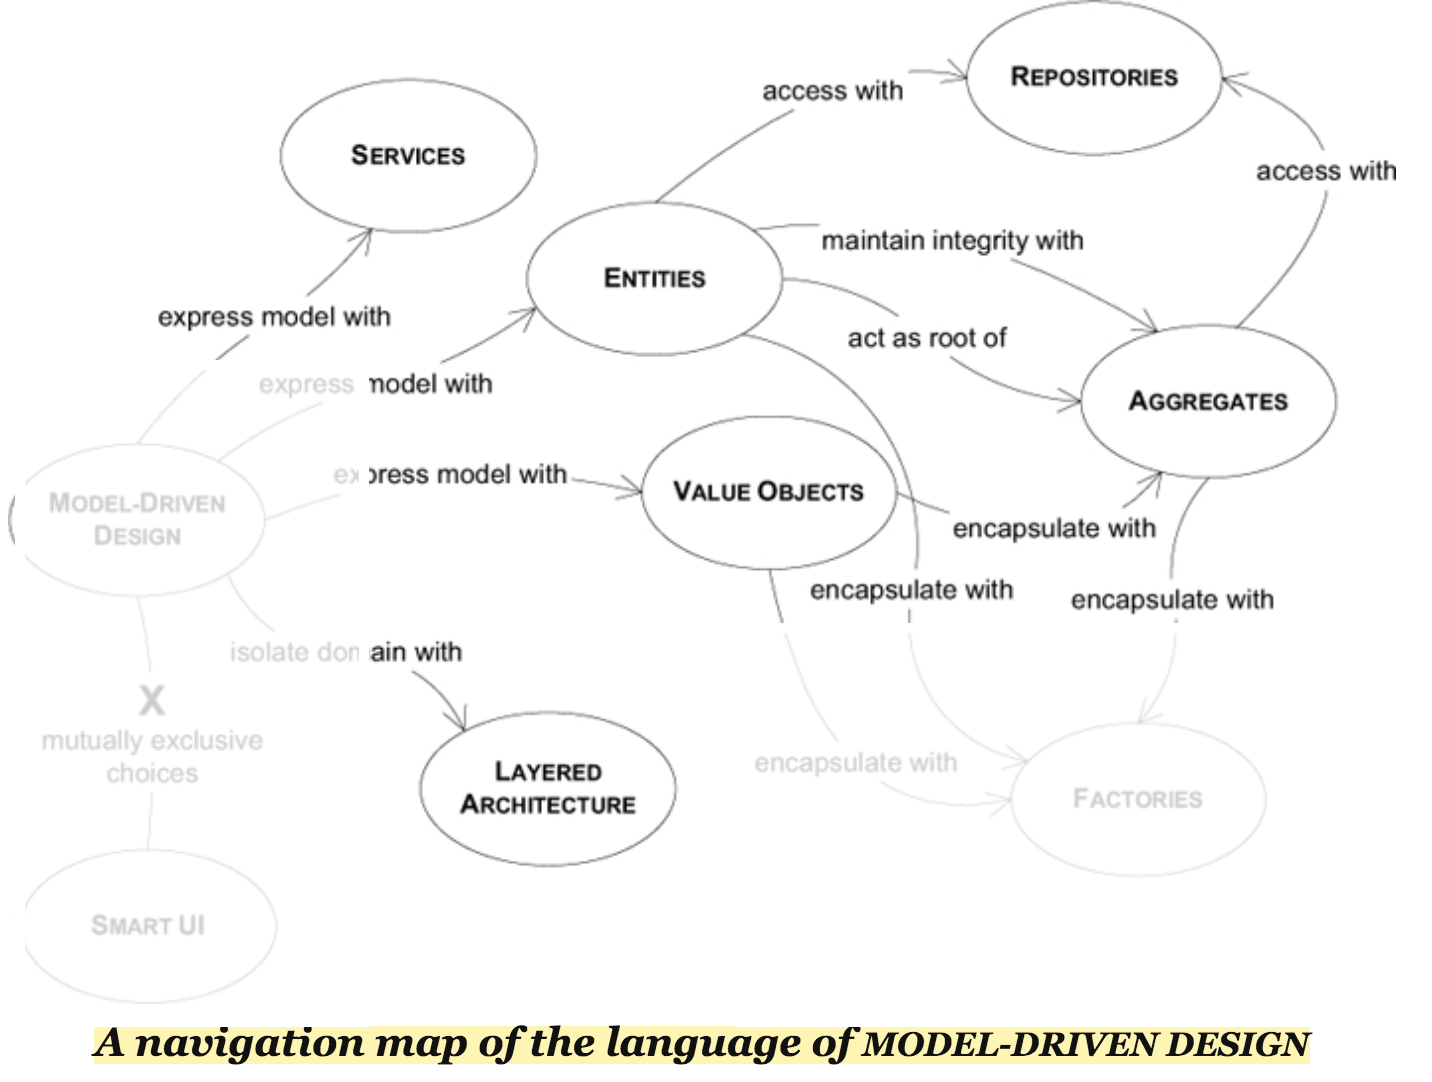 REPOSITORIES
access with
SERVICES
access with
maintain integrity with
ENTITIES
express model with
act as root of
express model with
AGGREGATES
express model with
VALUE OBJECTS
MODEL-DRIVEN
DESIGN
encapsulate with
encapsulate with
encapsulate with
isolate domain with
X
mutually exclusive
choices
encapsulate with
LAYERED
ARCHITECTURE
FACTORIES
SMART UI
A navigation map of the language of MODEL-DRIVEN DESIGN